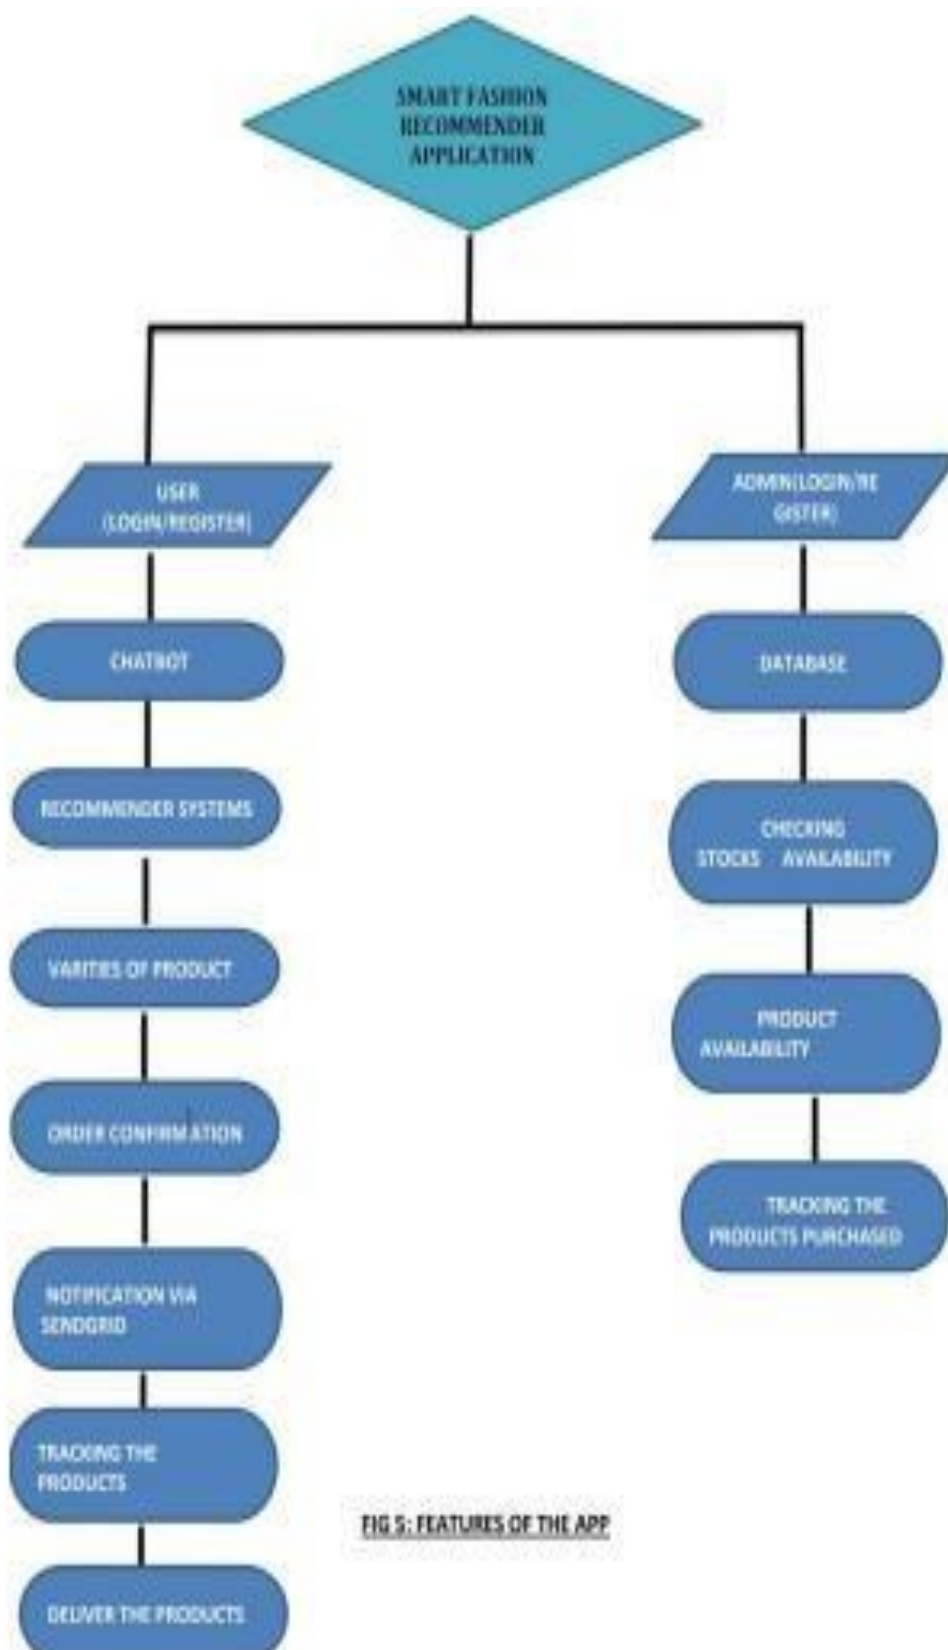 SMART FASHION
RECOMMENDER
APPLICATION
USER
(LOGIN/REGISTER)
CHATBOT
RECOMMENDER SYSTEMS
VARITIES OF PRODUCT
ORDER CONFIRMATION
NOTIFICATION VIA
SENDGRID
TRACKING THE
PRODUCTS
DELIVER THE PRODUCTS
ADMIN(LOGIN/RE
GISTER)
DATABASE
CHECKING
STOCKS AVAILABILITY
PRODUCT
AVAILABILITY
TRACKING THE
PRODUCTS PURCHASED
FIG 5: FEATURES OF THE APP